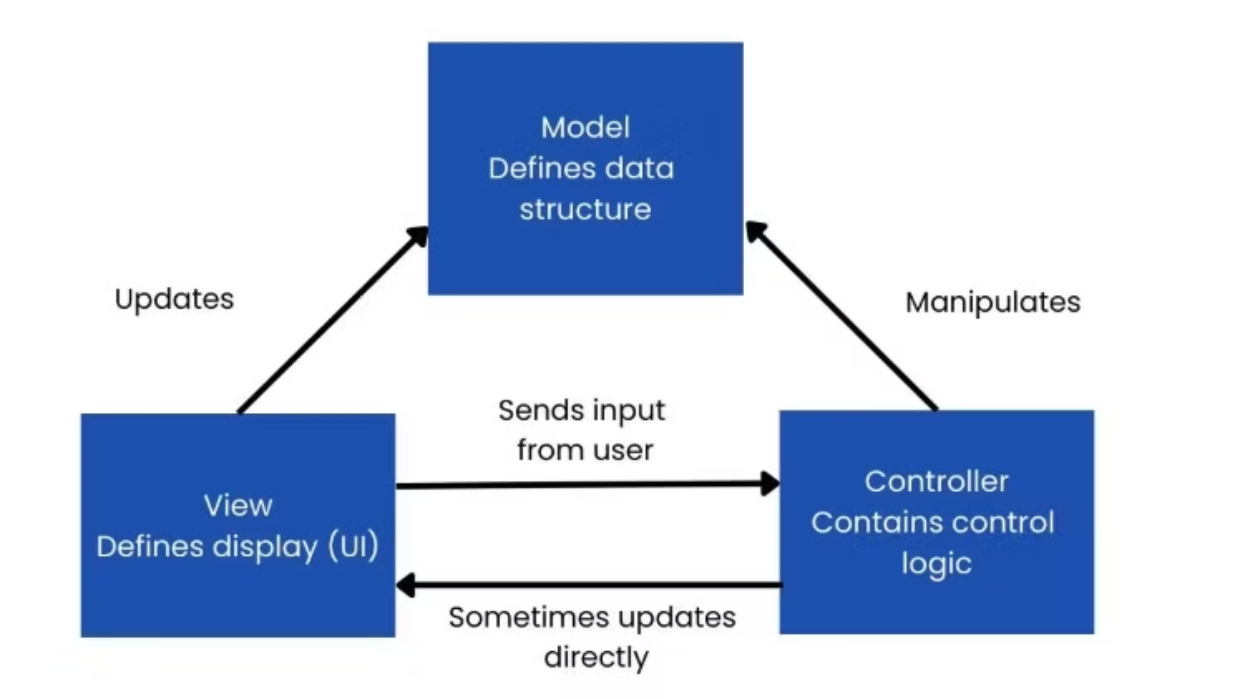 Model
Defines data
structure
Updates
Manipulates
Sends input
from user
View
Defines display (UI)
Controller
Contains control
logic
Sometimes updates
directly